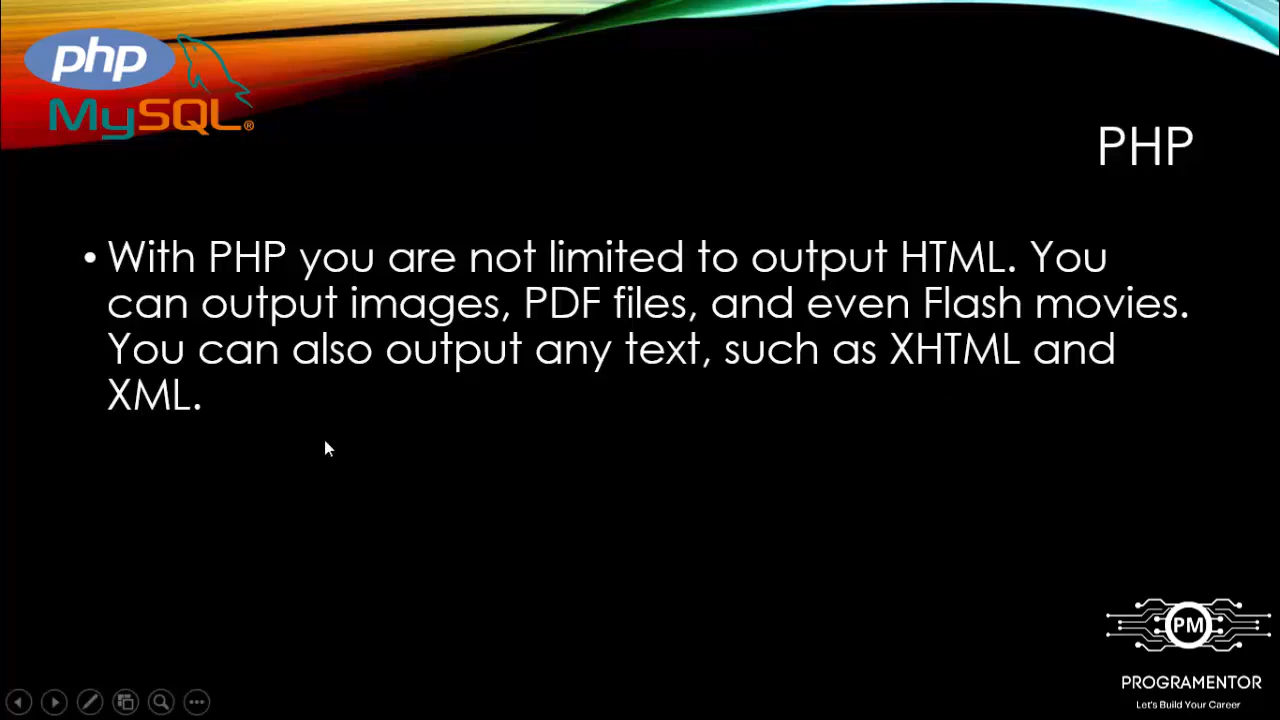 php
MySQL®
PHP
• With PHP you are not limited to output HTML. You
can output images, PDF files, and even Flash movies.
You can also output any text, such as XHTML and
XML.
PM
PROGRAMENTOR
Let's Build Your Career